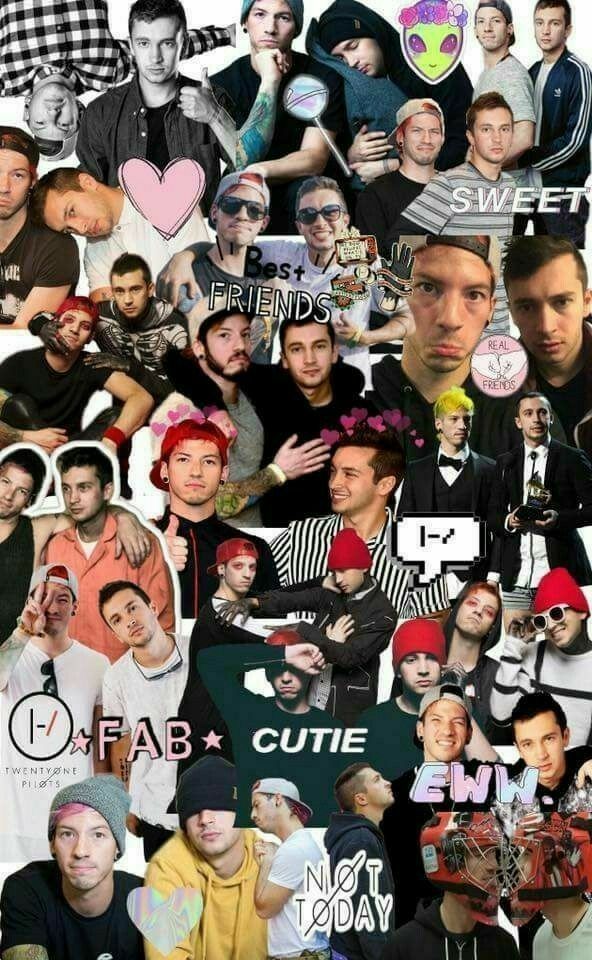 SWEET
Best
FRIENDS
REAL
FRIENDS
|-/
|-/
TWENTY ØNE
PILØTS
★FAB★
CUTIE
EWW.
NØT
TØDAY